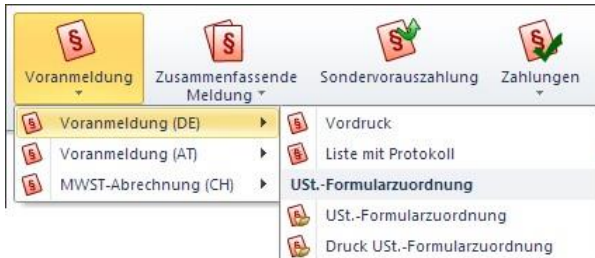 Voranmeldung
Zusammenfassende
Meldung
Sondervorauszahlung
Zahlungen
Voranmeldung (DE)
Voranmeldung (AT)
MWST-Abrechnung (CH)
Vordruck
Liste mit Protokoll
USt.-Formularzuordnung
USt.-Formularzuordnung
Druck USt.-Formularzuordnung